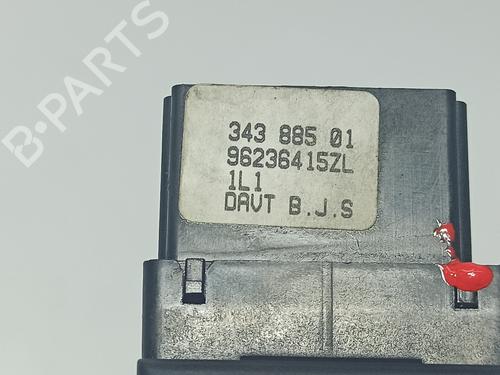 B-PARTS
343 885 01
96236415ZL
1L1
DAVT B.J.S